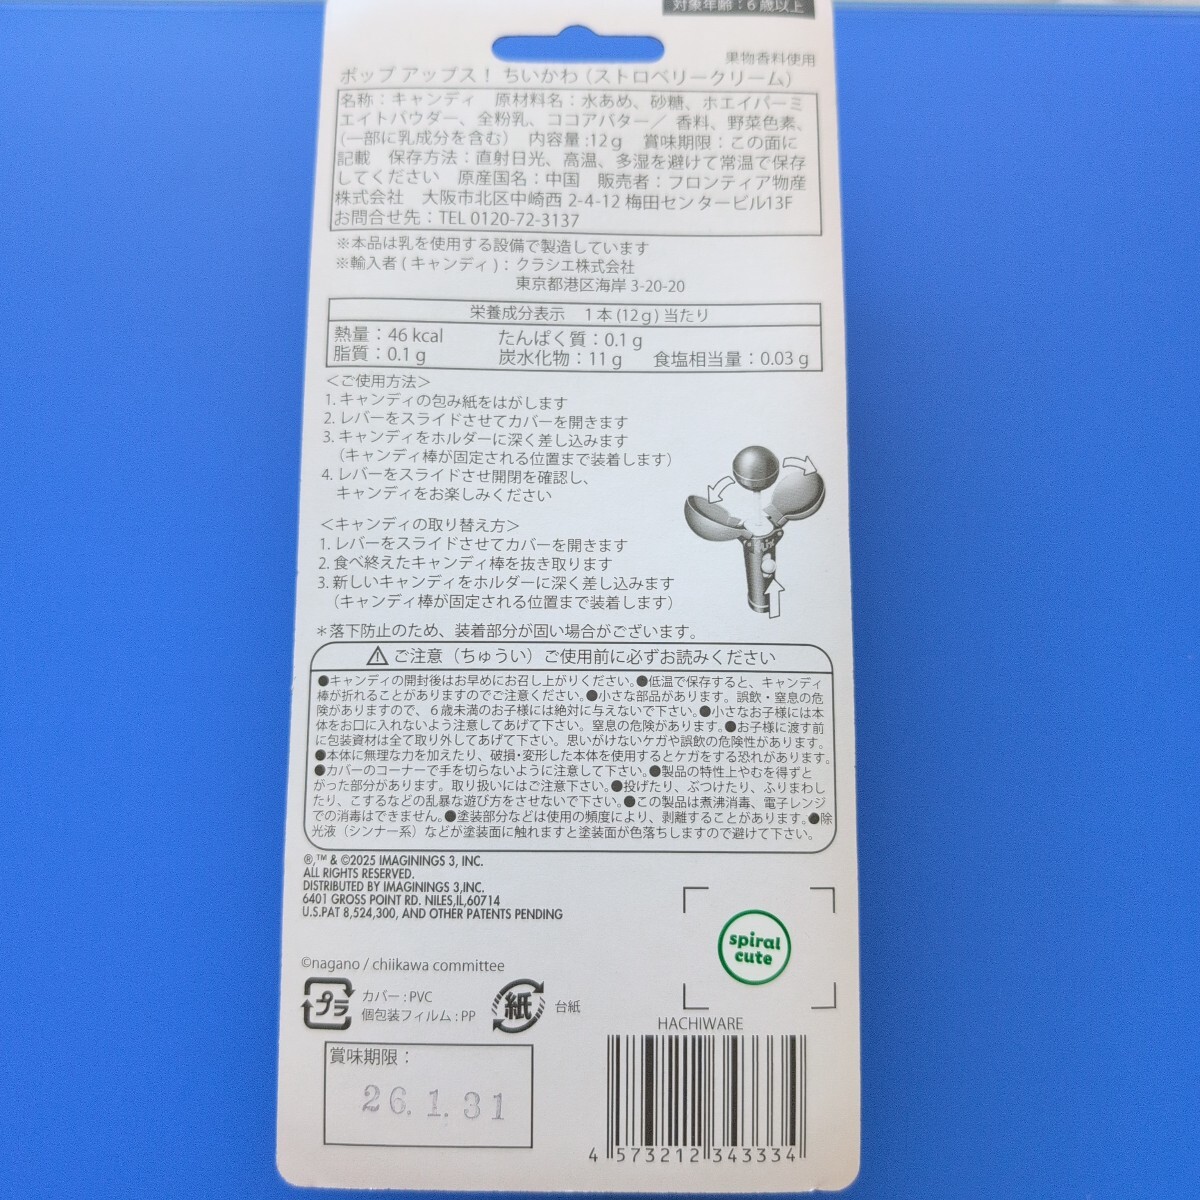 対象年齢：6歳以上
果物香料使用
ポップ アップス！ ちいかわ（ストロベリークリーム）
名称：キャンディ　原材料名：水あめ、砂糖、ホエイパーミ
エイトパウダー、全粉乳、ココアバター／ 香料、野菜色素、
(一部に乳成分を含む)　内容量:12g　賞味期限：この面に
記載　保存方法：直射日光、高温、多湿を避けて常温で保存
してください　原産国名：中国　販売者：フロンティア物産
株式会社　大阪市北区中崎西 2-4-12 梅田センタービル13F
お問合せ先：TEL 0120-72-3137
※本品は乳を使用する設備で製造しています
※輸入者 ( キャンディ )：クラシエ株式会社
東京都港区海岸 3-20-20
栄養成分表示　1本 (12g) 当たり
熱量：46 kcal　たんぱく質：0.1 g
脂質：0.1 g　炭水化物：11 g　食塩相当量：0.03 g
＜ご使用方法＞
1. キャンディの包み紙をはがします
2. レバーをスライドさせてカバーを開きます
3. キャンディをホルダーに深く差し込みます
（キャンディ棒が固定される位置まで装着します）
4. レバーをスライドさせ開閉を確認し、
キャンディをお楽しみください
＜キャンディの取り替え方＞
1. レバーをスライドさせてカバーを開きます
2. 食べ終えたキャンディ棒を抜き取ります
3. 新しいキャンディをホルダーに深く差し込みます
（キャンディ棒が固定される位置まで装着します）
＊落下防止のため、装着部分が固い場合がございます。
⚠ ご注意（ちゅうい）ご使用前に必ずお読みください
●キャンディの開封後はお早めにお召し上がりください。●低温で保存すると、キャンディ
棒が折れることがありますのでご注意ください。●小さな部品があります。誤飲・窒息の危
険がありますので、6歳未満のお子様には絶対に与えないで下さい。●小さなお子様には本
体をお口に入れないよう注意してあげて下さい。窒息の危険があります。●お子様に渡す前
に包装資材は全て取り外してあげて下さい。思いがけないケガや誤飲の危険性があります。
●本体に無理な力を加えたり、破損・変形した本体を使用するとケガをする恐れがあります。
●カバーのコーナーで手を切らないように注意して下さい。●製品の特性上やむを得ずと
がった部分があります。取り扱いにはご注意下さい。●投げたり、ぶつけたり、ふりまわし
たり、こするなどの乱暴な遊び方をさせないで下さい。●この製品は煮沸消毒、電子レンジ
での消毒はできません。●塗装部分などは使用の頻度により、剥離することがあります。●除
光液（シンナー系）などが塗装面に触れますと塗装面が色落ちしますので避けて下さい。
®,™ & ©2025 IMAGININGS 3, INC.
ALL RIGHTS RESERVED.
DISTRIBUTED BY IMAGININGS 3,INC.
6401 GROSS POINT RD. NILES,IL,60714
U.S.PAT 8,524,300, AND OTHER PATENTS PENDING
©nagano / chiikawa committee
spiral
cute
プラ
カバー : PVC
個包装フィルム : PP
紙
台紙
HACHIWARE
賞味期限：
26.1.31
4 573212 343334